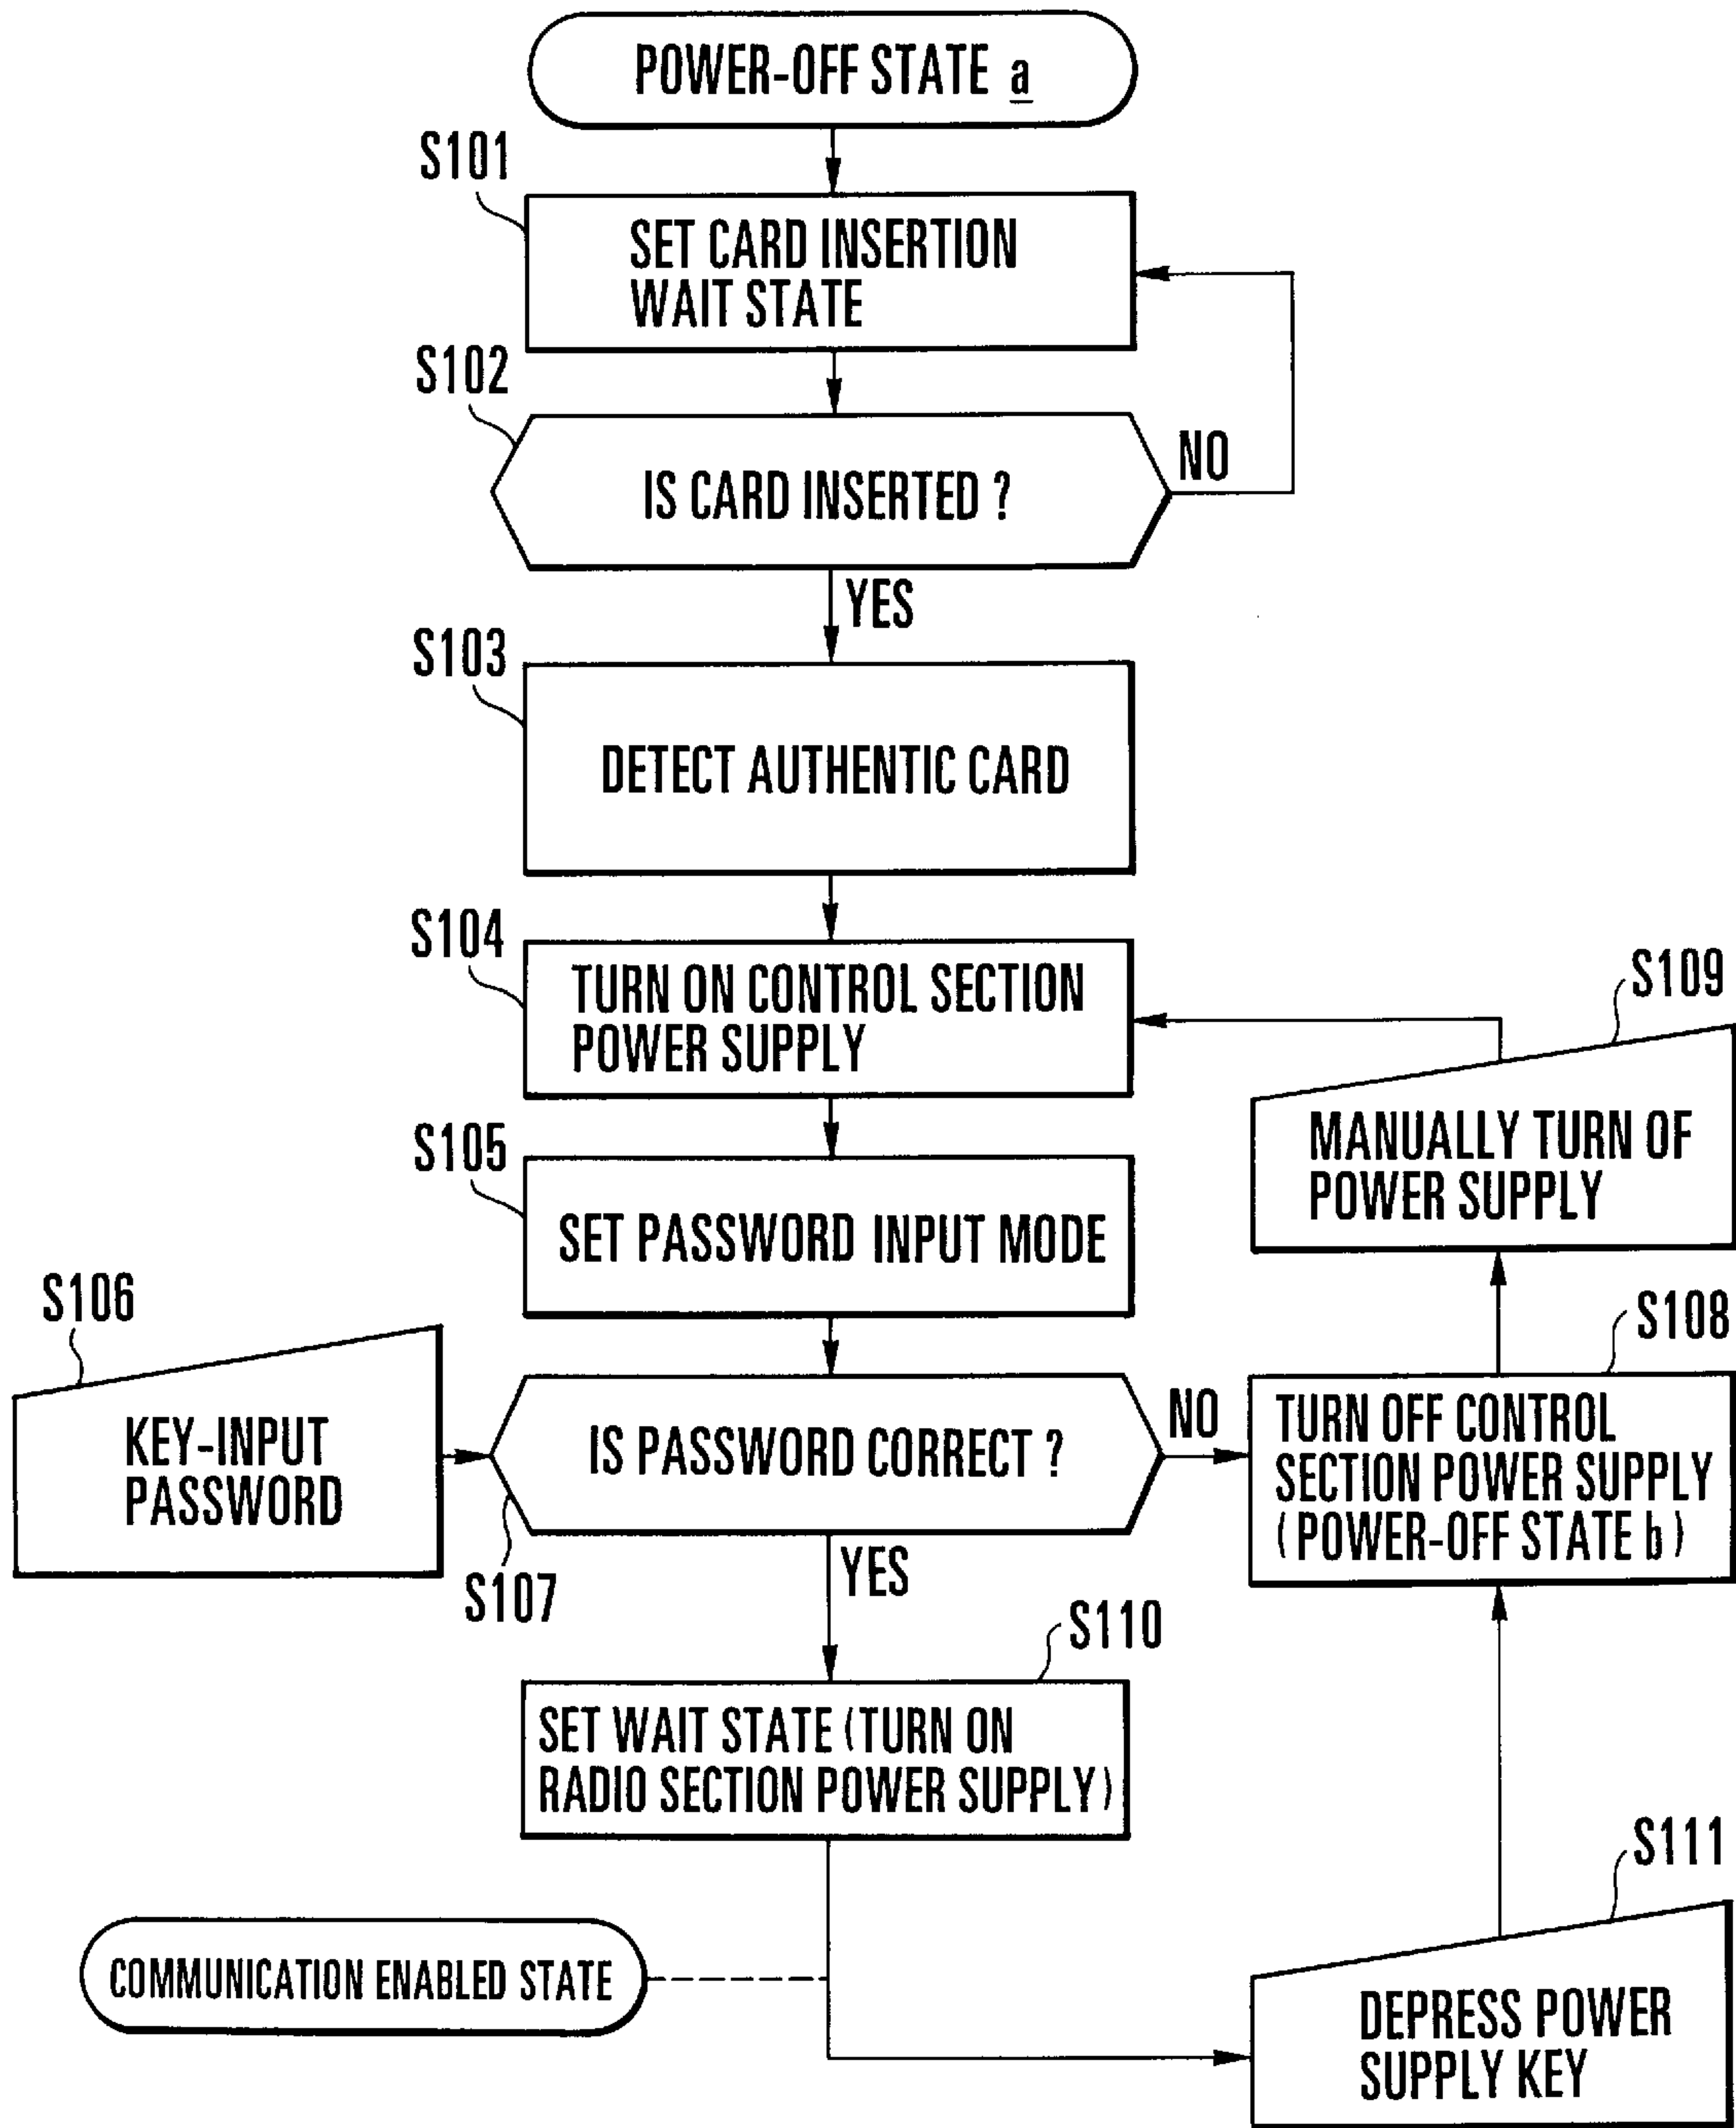 POWER-OFF STATE a
S101
SET CARD INSERTION
WAIT STATE
S102
IS CARD INSERTED ?
NO
YES
S103
DETECT AUTHENTIC CARD
S104
TURN ON CONTROL SECTION
POWER SUPPLY
S109
MANUALLY TURN OF
POWER SUPPLY
S105
SET PASSWORD INPUT MODE
S106
KEY-INPUT
PASSWORD
IS PASSWORD CORRECT ?
S107
NO
YES
S108
TURN OFF CONTROL
SECTION POWER SUPPLY
(POWER-OFF STATE b)
S110
SET WAIT STATE (TURN ON
RADIO SECTION POWER SUPPLY)
COMMUNICATION ENABLED STATE
S111
DEPRESS POWER
SUPPLY KEY